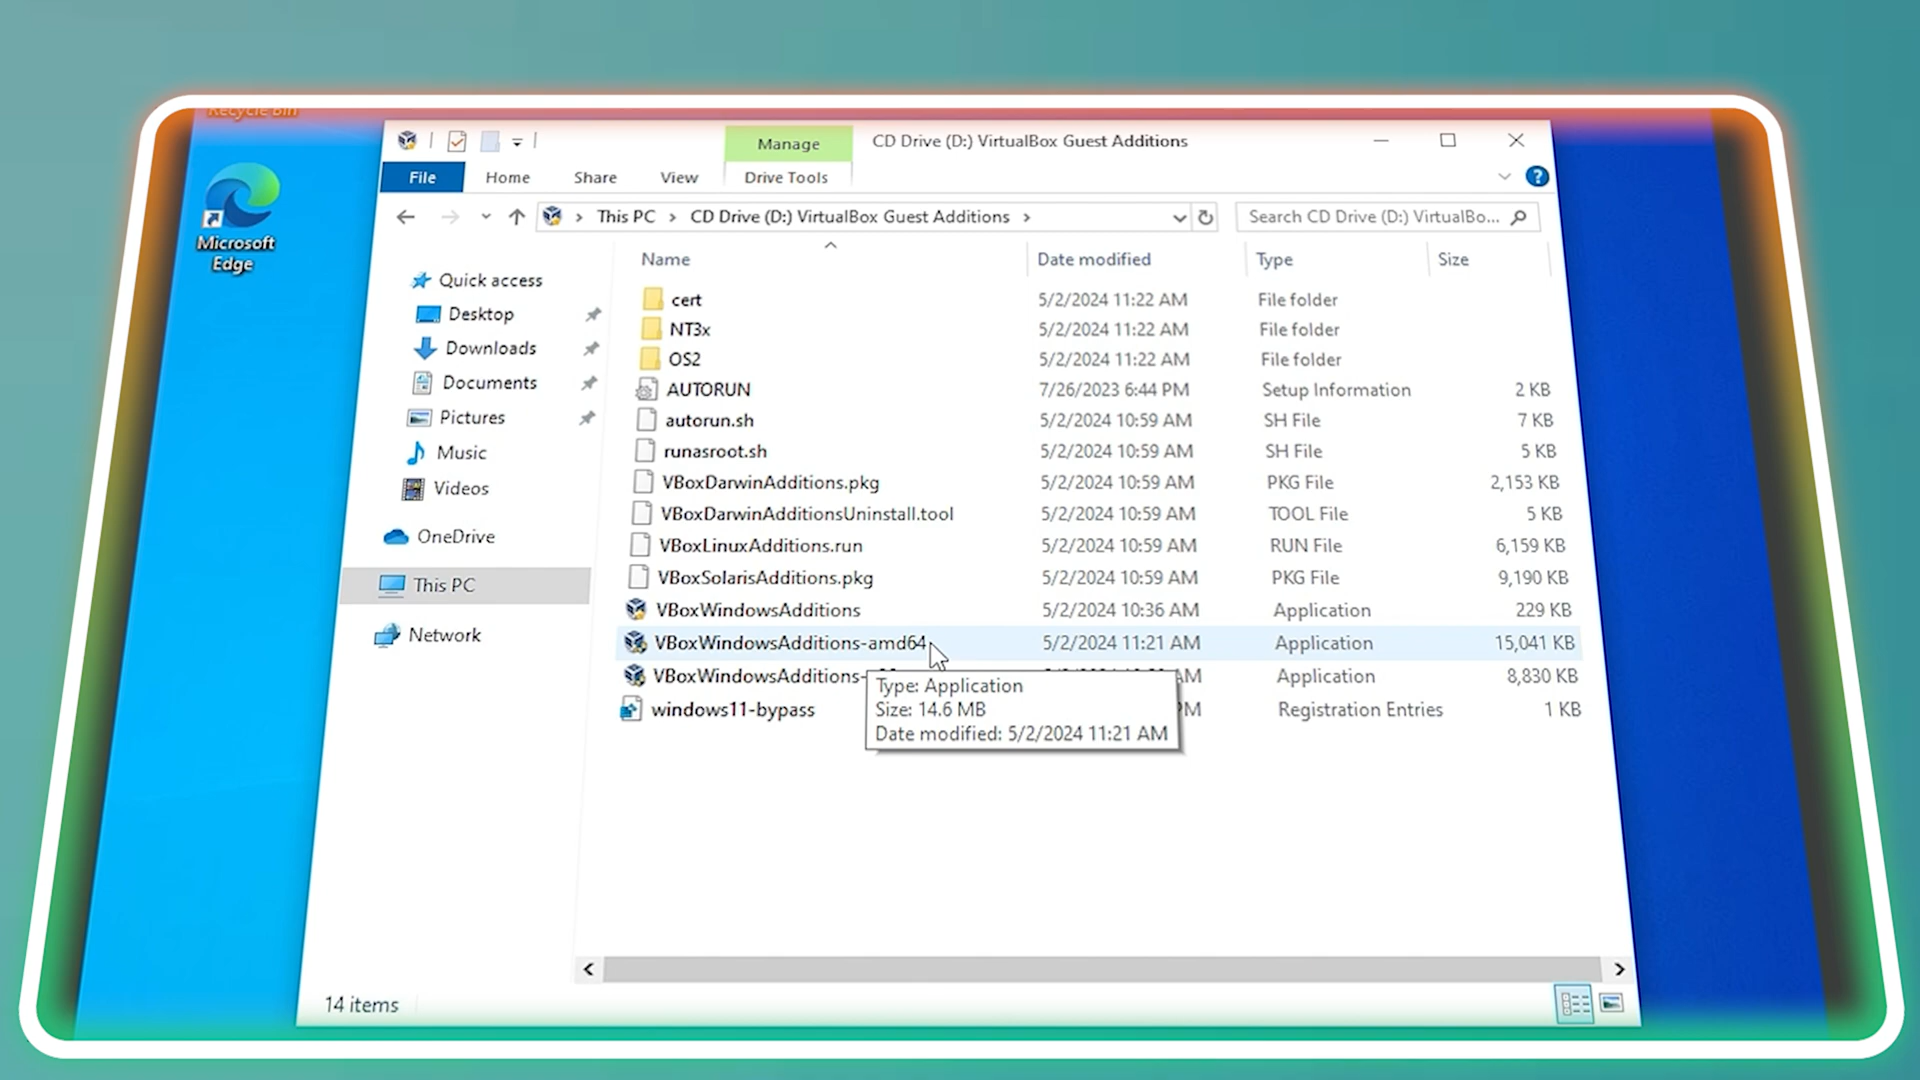 Recycle Bin
Microsoft
Edge
Manage
CD Drive (D:) VirtualBox Guest Additions
File
Home
Share
View
Drive Tools
This PC > CD Drive (D:) VirtualBox Guest Additions >
Search CD Drive (D:) VirtualBo...
Quick access
Desktop
Downloads
Documents
Pictures
Music
Videos
OneDrive
This PC
Network
Name Date modified Type Size
cert 5/2/2024 11:22 AM File folder
NT3x 5/2/2024 11:22 AM File folder
OS2 5/2/2024 11:22 AM File folder
AUTORUN 7/26/2023 6:44 PM Setup Information 2 KB
autorun.sh 5/2/2024 10:59 AM SH File 7 KB
runasroot.sh 5/2/2024 10:59 AM SH File 5 KB
VBoxDarwinAdditions.pkg 5/2/2024 10:59 AM PKG File 2,153 KB
VBoxDarwinAdditionsUninstall.tool 5/2/2024 10:59 AM TOOL File 5 KB
VBoxLinuxAdditions.run 5/2/2024 10:59 AM RUN File 6,159 KB
VBoxSolarisAdditions.pkg 5/2/2024 10:59 AM PKG File 9,190 KB
VBoxWindowsAdditions 5/2/2024 10:36 AM Application 229 KB
VBoxWindowsAdditions-amd64 5/2/2024 11:21 AM Application 15,041 KB
VBoxWindowsAdditions- AM Application 8,830 KB
windows11-bypass PM Registration Entries 1 KB
Type: Application
Size: 14.6 MB
Date modified: 5/2/2024 11:21 AM
14 items